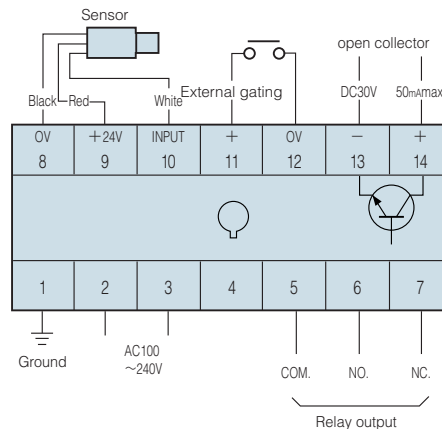 Sensor
open collector
External gating
DC30V 50mAmax
Black Red White
0V +24V INPUT + 0V − +
8 9 10 11 12 13 14
1 2 3 4 5 6 7
Ground
AC100
～240V
COM. NO. NC.
Relay output